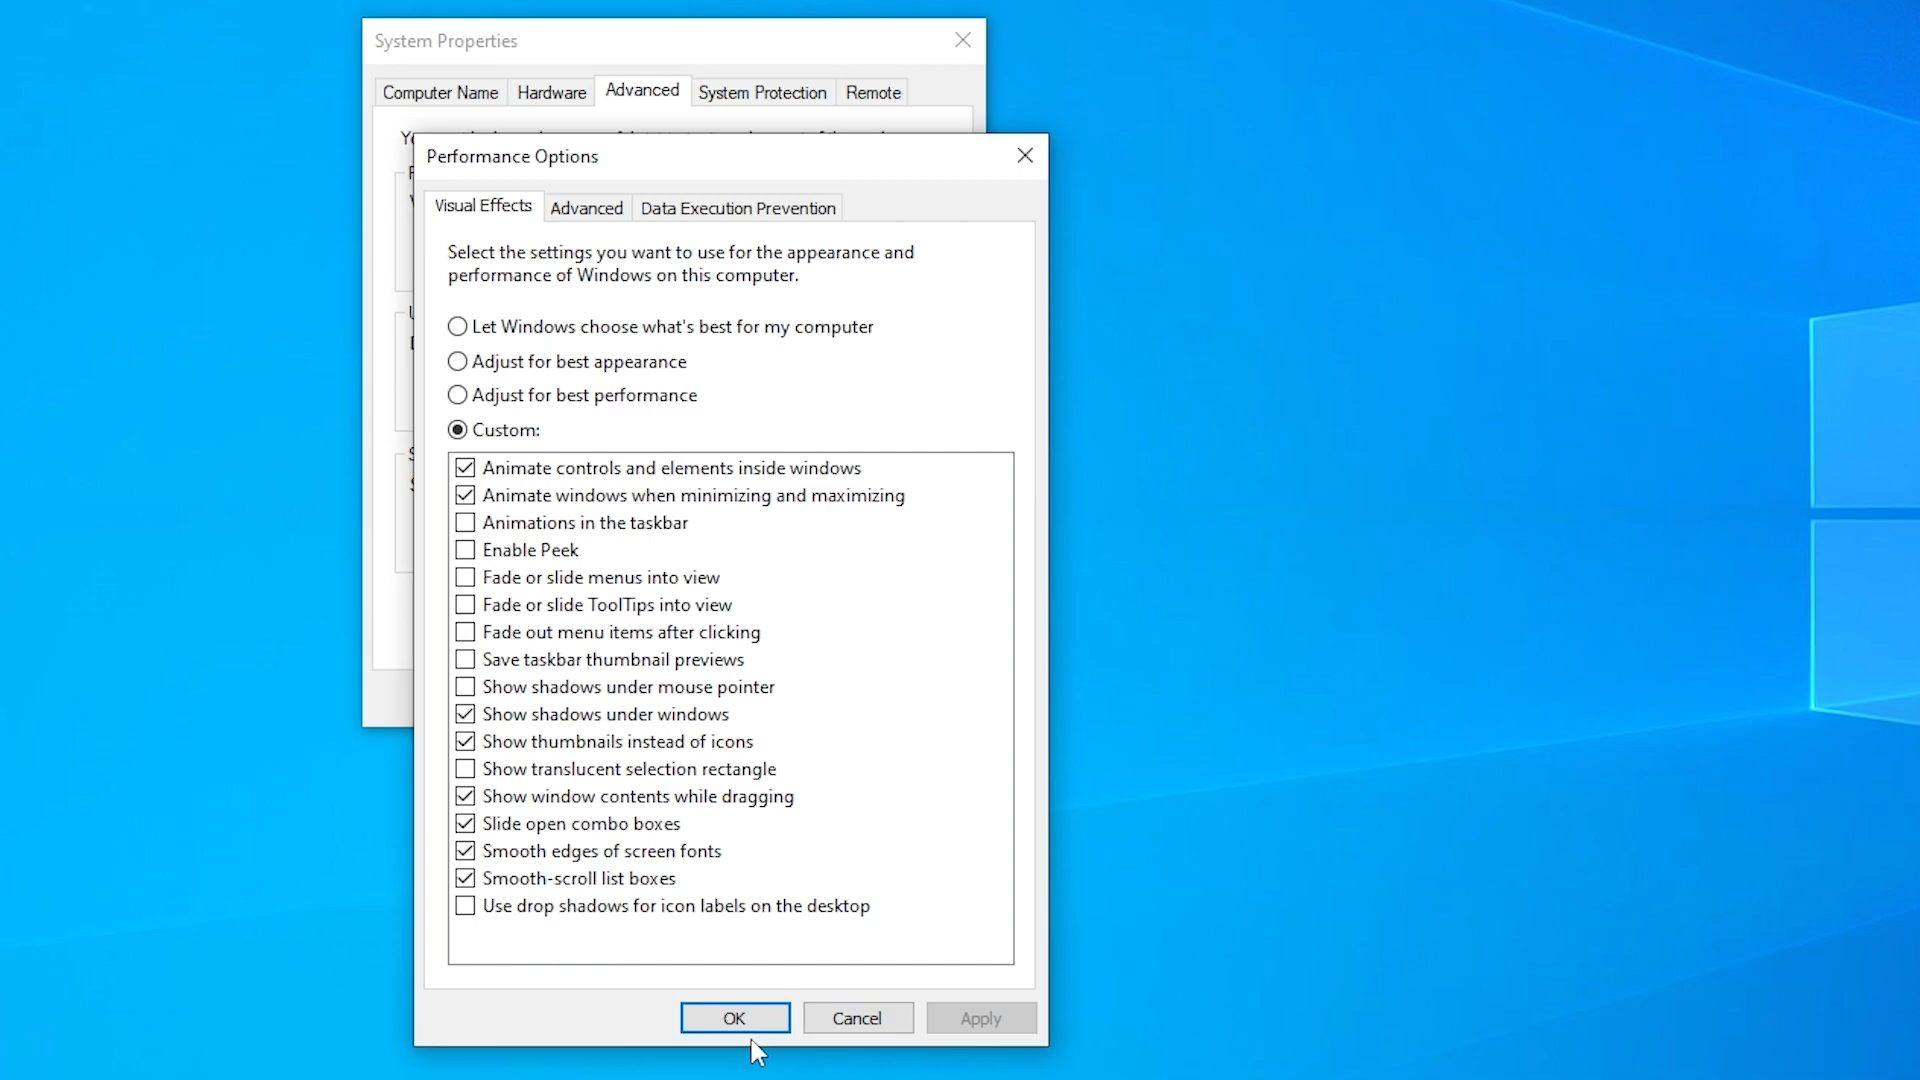 System Properties
Computer Name
Hardware
Advanced
System Protection
Remote
Performance Options
Visual Effects
Advanced
Data Execution Prevention
Select the settings you want to use for the appearance and
performance of Windows on this computer.
Let Windows choose what's best for my computer
Adjust for best appearance
Adjust for best performance
Custom:
Animate controls and elements inside windows
Animate windows when minimizing and maximizing
Animations in the taskbar
Enable Peek
Fade or slide menus into view
Fade or slide ToolTips into view
Fade out menu items after clicking
Save taskbar thumbnail previews
Show shadows under mouse pointer
Show shadows under windows
Show thumbnails instead of icons
Show translucent selection rectangle
Show window contents while dragging
Slide open combo boxes
Smooth edges of screen fonts
Smooth-scroll list boxes
Use drop shadows for icon labels on the desktop
OK
Cancel
Apply